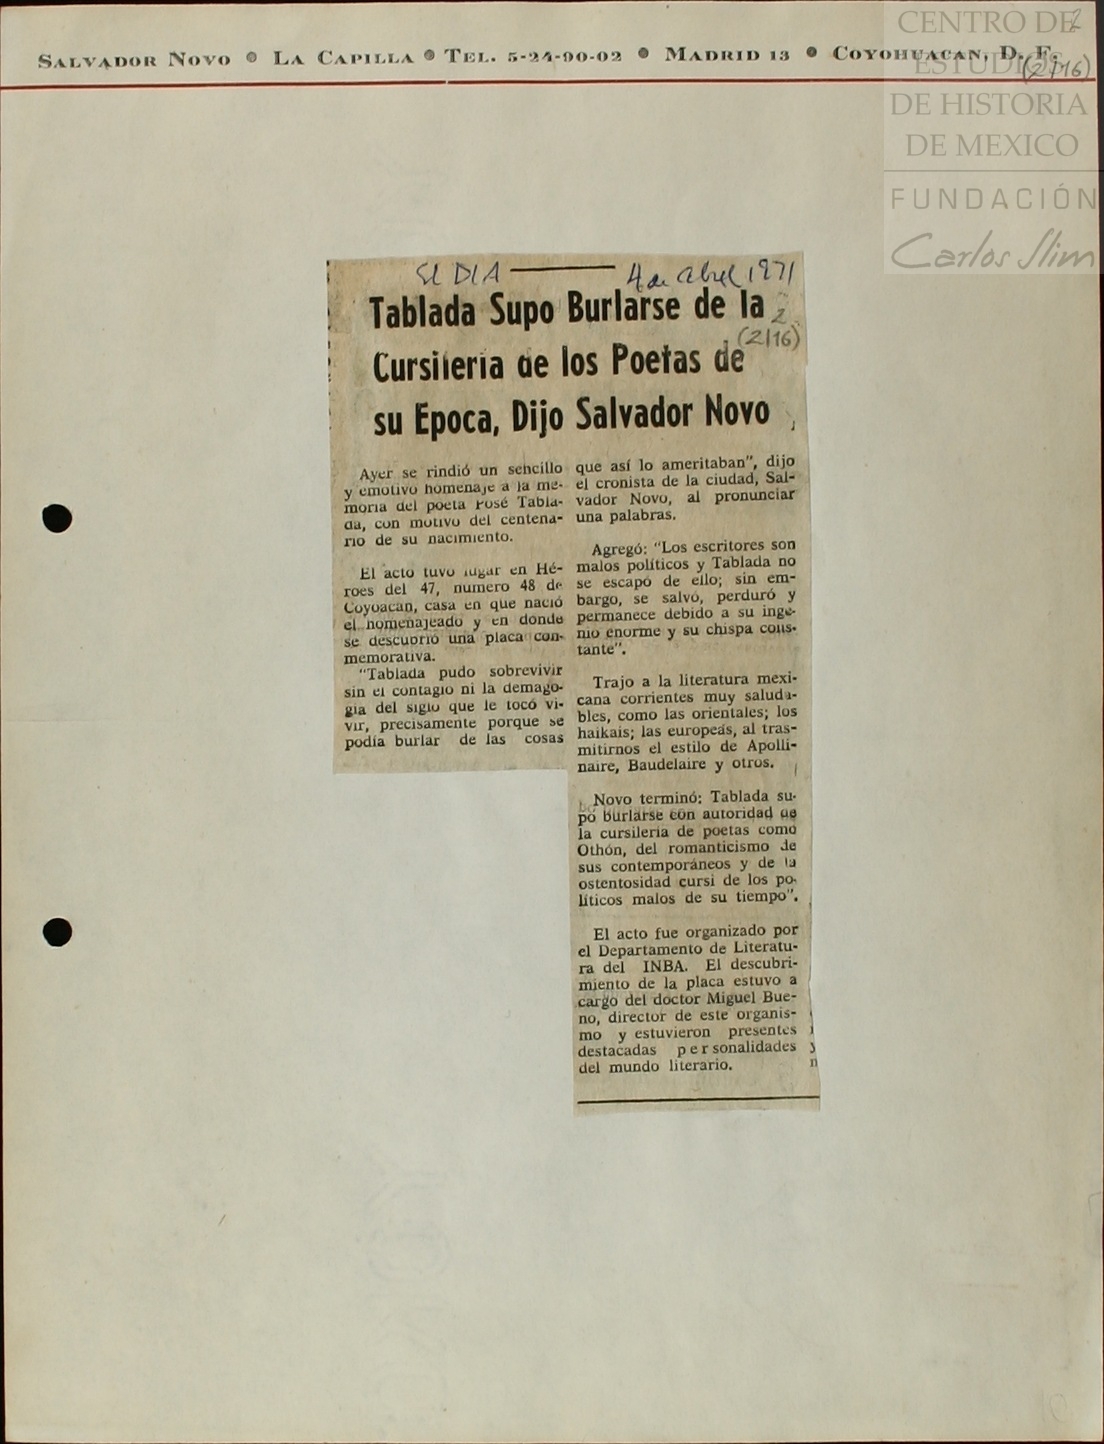 SALVADOR NOVO ● LA CAPILLA ● TEL. 5-24-90-02 ● MADRID 13 ● COYOHUACAN, D. F.
2
(2/16)
CENTRO DE
ESTUDIOS
DE HISTORIA
DE MEXICO
FUNDACIÓN
Carlos Slim
El DIA — 4 de abril 1971
Tablada Supo Burlarse de la
2
(2/16)
Cursilería de los Poetas de
su Epoca, Dijo Salvador Novo
Ayer se rindió un sencillo
y emotivo homenaje a la me-
moria del poeta José Tabla-
da, con motivo del centena-
rio de su nacimiento.
El acto tuvo lugar en Hé-
roes del 47, numero 48 de
Coyoacan, casa en que nació
el homenajeado y en donde
se descubrió una placa con-
memorativa.
"Tablada pudo sobrevivir
sin el contagio ni la demago-
gia del siglo que le tocó vi-
vir, precisamente porque se
podía burlar de las cosas
que así lo ameritaban", dijo
el cronista de la ciudad, Sal-
vador Novo, al pronunciar
una palabras.
Agregó: "Los escritores son
malos políticos y Tablada no
se escapó de ello; sin em-
bargo, se salvó, perduró y
permanece debido a su inge-
nio enorme y su chispa cons-
tante".
Trajo a la literatura mexi-
cana corrientes muy saluda-
bles, como las orientales; los
haikais; las europeas, al tras-
mitirnos el estilo de Apolli-
naire, Baudelaire y otros.
Novo terminó: Tablada su-
po burlarse con autoridad de
la cursilería de poetas como
Othón, del romanticismo de
sus contemporáneos y de la
ostentosidad cursi de los po-
líticos malos de su tiempo".
El acto fue organizado por
el Departamento de Literatu-
ra del INBA. El descubri-
miento de la placa estuvo a
cargo del doctor Miguel Bue-
no, director de este organis-
mo y estuvieron presentes
destacadas personalidades
del mundo literario.